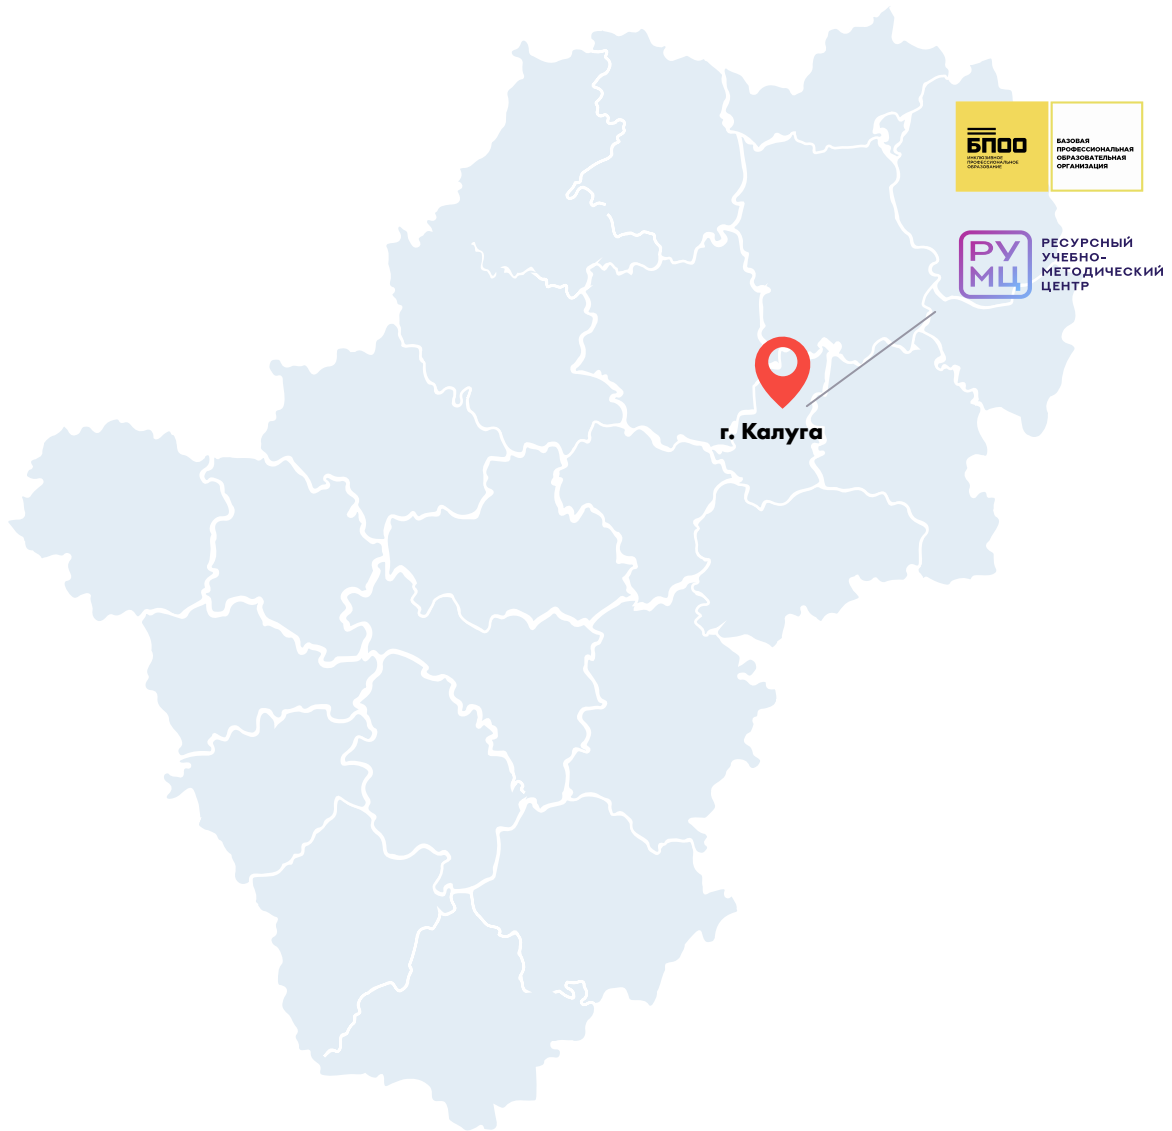 БПОО
ИНКЛЮЗИВНОЕ
ПРОФЕССИОНАЛЬНОЕ
ОБРАЗОВАНИЕ
БАЗОВАЯ
ПРОФЕССИОНАЛЬНАЯ
ОБРАЗОВАТЕЛЬНАЯ
ОРГАНИЗАЦИЯ
РУ
МЦ
РЕСУРСНЫЙ
УЧЕБНО-
МЕТОДИЧЕСКИЙ
ЦЕНТР
г. Калуга